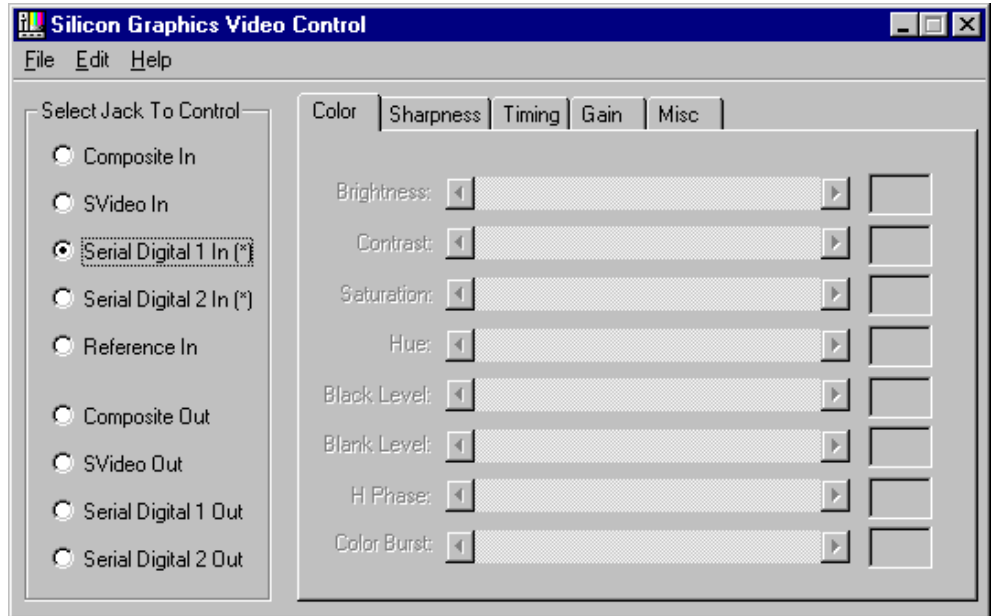 Silicon Graphics Video Control
File Edit Help
Select Jack To Control
Composite In
SVideo In
Serial Digital 1 In (*)
Serial Digital 2 In (*)
Reference In
Composite Out
SVideo Out
Serial Digital 1 Out
Serial Digital 2 Out
Color Sharpness Timing Gain Misc
Brightness:
Contrast:
Saturation:
Hue:
Black Level:
Blank Level:
H Phase:
Color Burst: